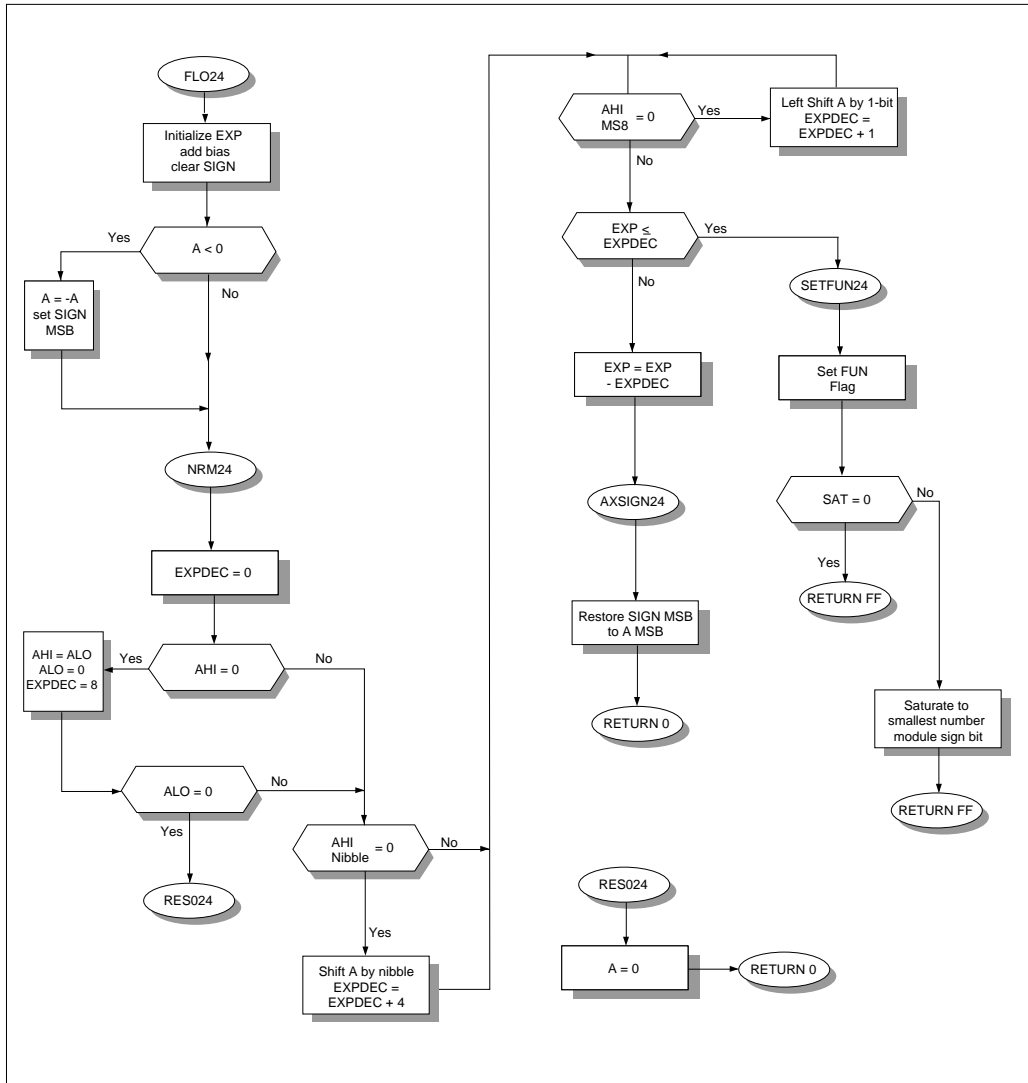 FLO24
Initialize EXP
add bias
clear SIGN
Yes
A < 0
No
A = -A
set SIGN
MSB
NRM24
EXPDEC = 0
AHI = ALO
ALO = 0
EXPDEC = 8
Yes
AHI = 0
No
ALO = 0
No
Yes
RES024
AHI
Nibble
= 0
No
Yes
Shift A by nibble
EXPDEC =
EXPDEC + 4
AHI
MS8
= 0
Yes
No
Left Shift A by 1-bit
EXPDEC =
EXPDEC + 1
EXP ≤
EXPDEC
Yes
No
EXP = EXP
- EXPDEC
AXSIGN24
Restore SIGN MSB
to A MSB
RETURN 0
SETFUN24
Set FUN
Flag
SAT = 0
No
Yes
RETURN FF
Saturate to
smallest number
module sign bit
RETURN FF
RES024
A = 0
RETURN 0